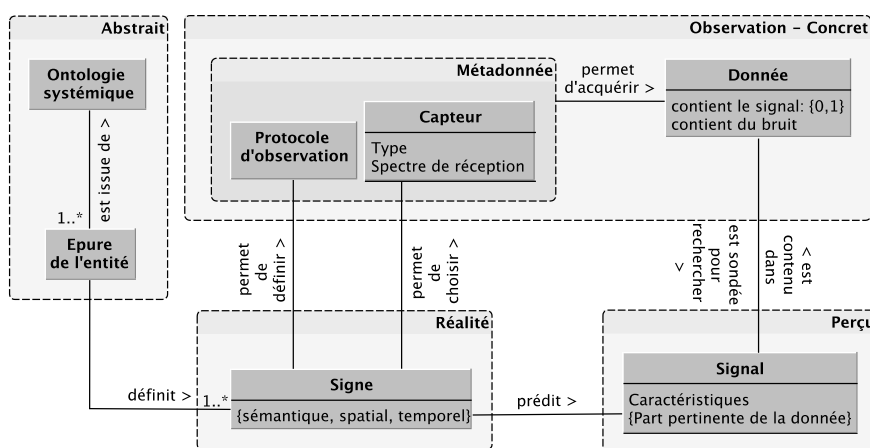 Abstrait
Ontologie
systémique
est issue de >
1..*
Epure
de l'entité
Observation – Concret
Métadonnée
Protocole
d'observation
Capteur
Type
Spectre de réception
permet
d'acquérir >
Donnée
contient le signal: {0,1}
contient du bruit
permet
de
définir >
permet
de
choisir >
est sondée
pour
rechercher
<
< est
contenu
dans
Réalité
définit >
1..*
Signe
{sémantique, spatial, temporel}
prédit >
Perçu
Signal
Caractéristiques
{Part pertinente de la donnée}